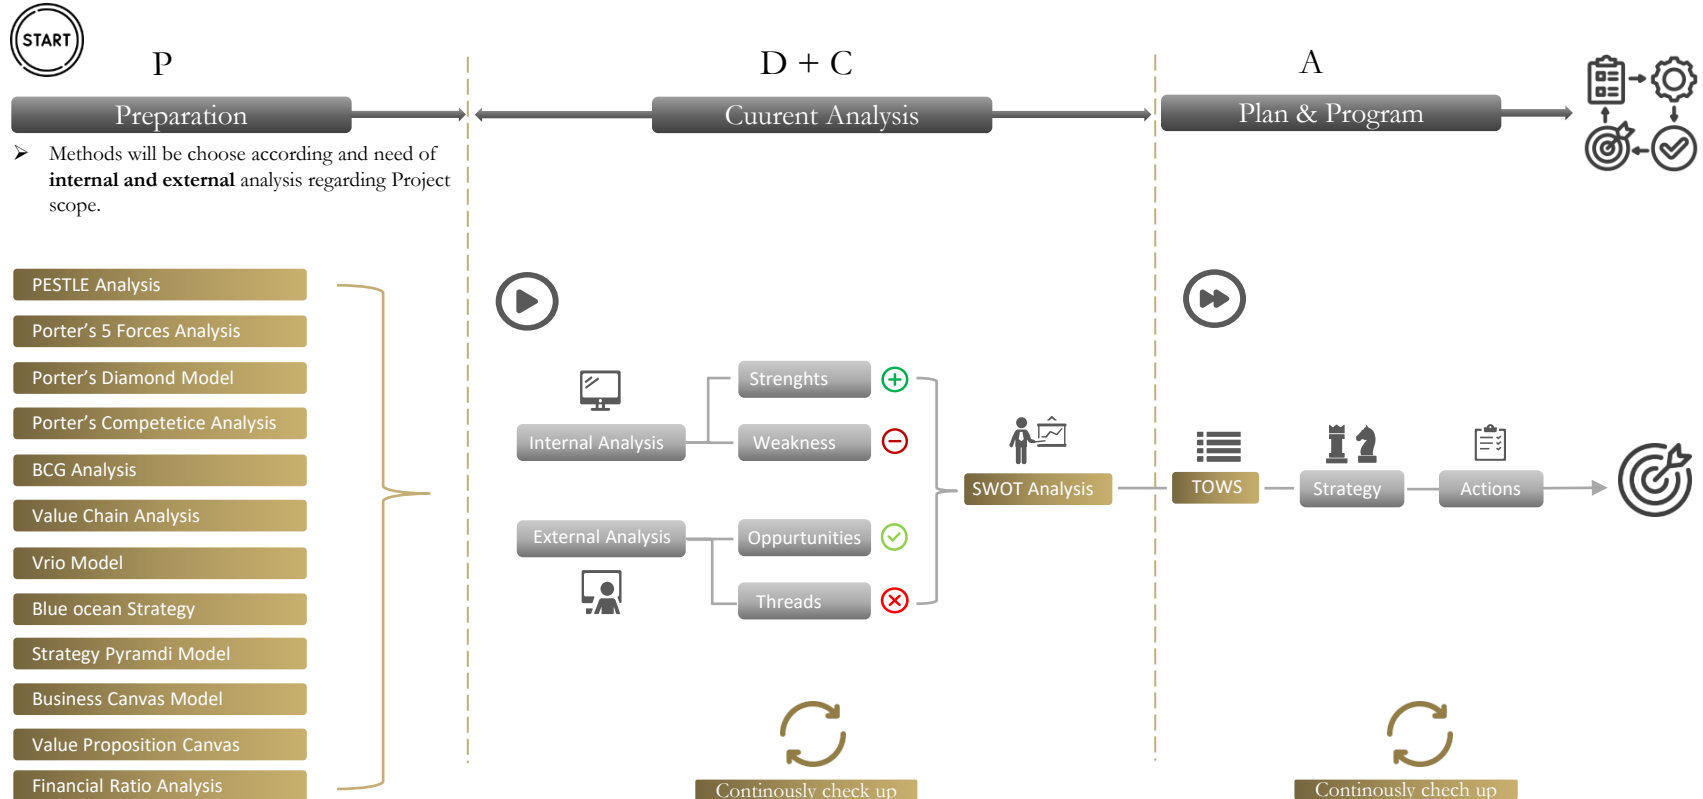 START
P
D + C
A
Preparation
Cuurent Analysis
Plan & Program
➢ Methods will be choose according and need of
internal and external analysis regarding Project
scope.
PESTLE Analysis
Porter’s 5 Forces Analysis
Porter’s Diamond Model
Porter’s Competetice Analysis
BCG Analysis
Value Chain Analysis
Vrio Model
Blue ocean Strategy
Strategy Pyramdi Model
Business Canvas Model
Value Proposition Canvas
Financial Ratio Analysis
Internal Analysis
Strenghts
Weakness
External Analysis
Oppurtunities
Threads
SWOT Analysis
TOWS
Strategy
Actions
Continously check up
Continously chech up